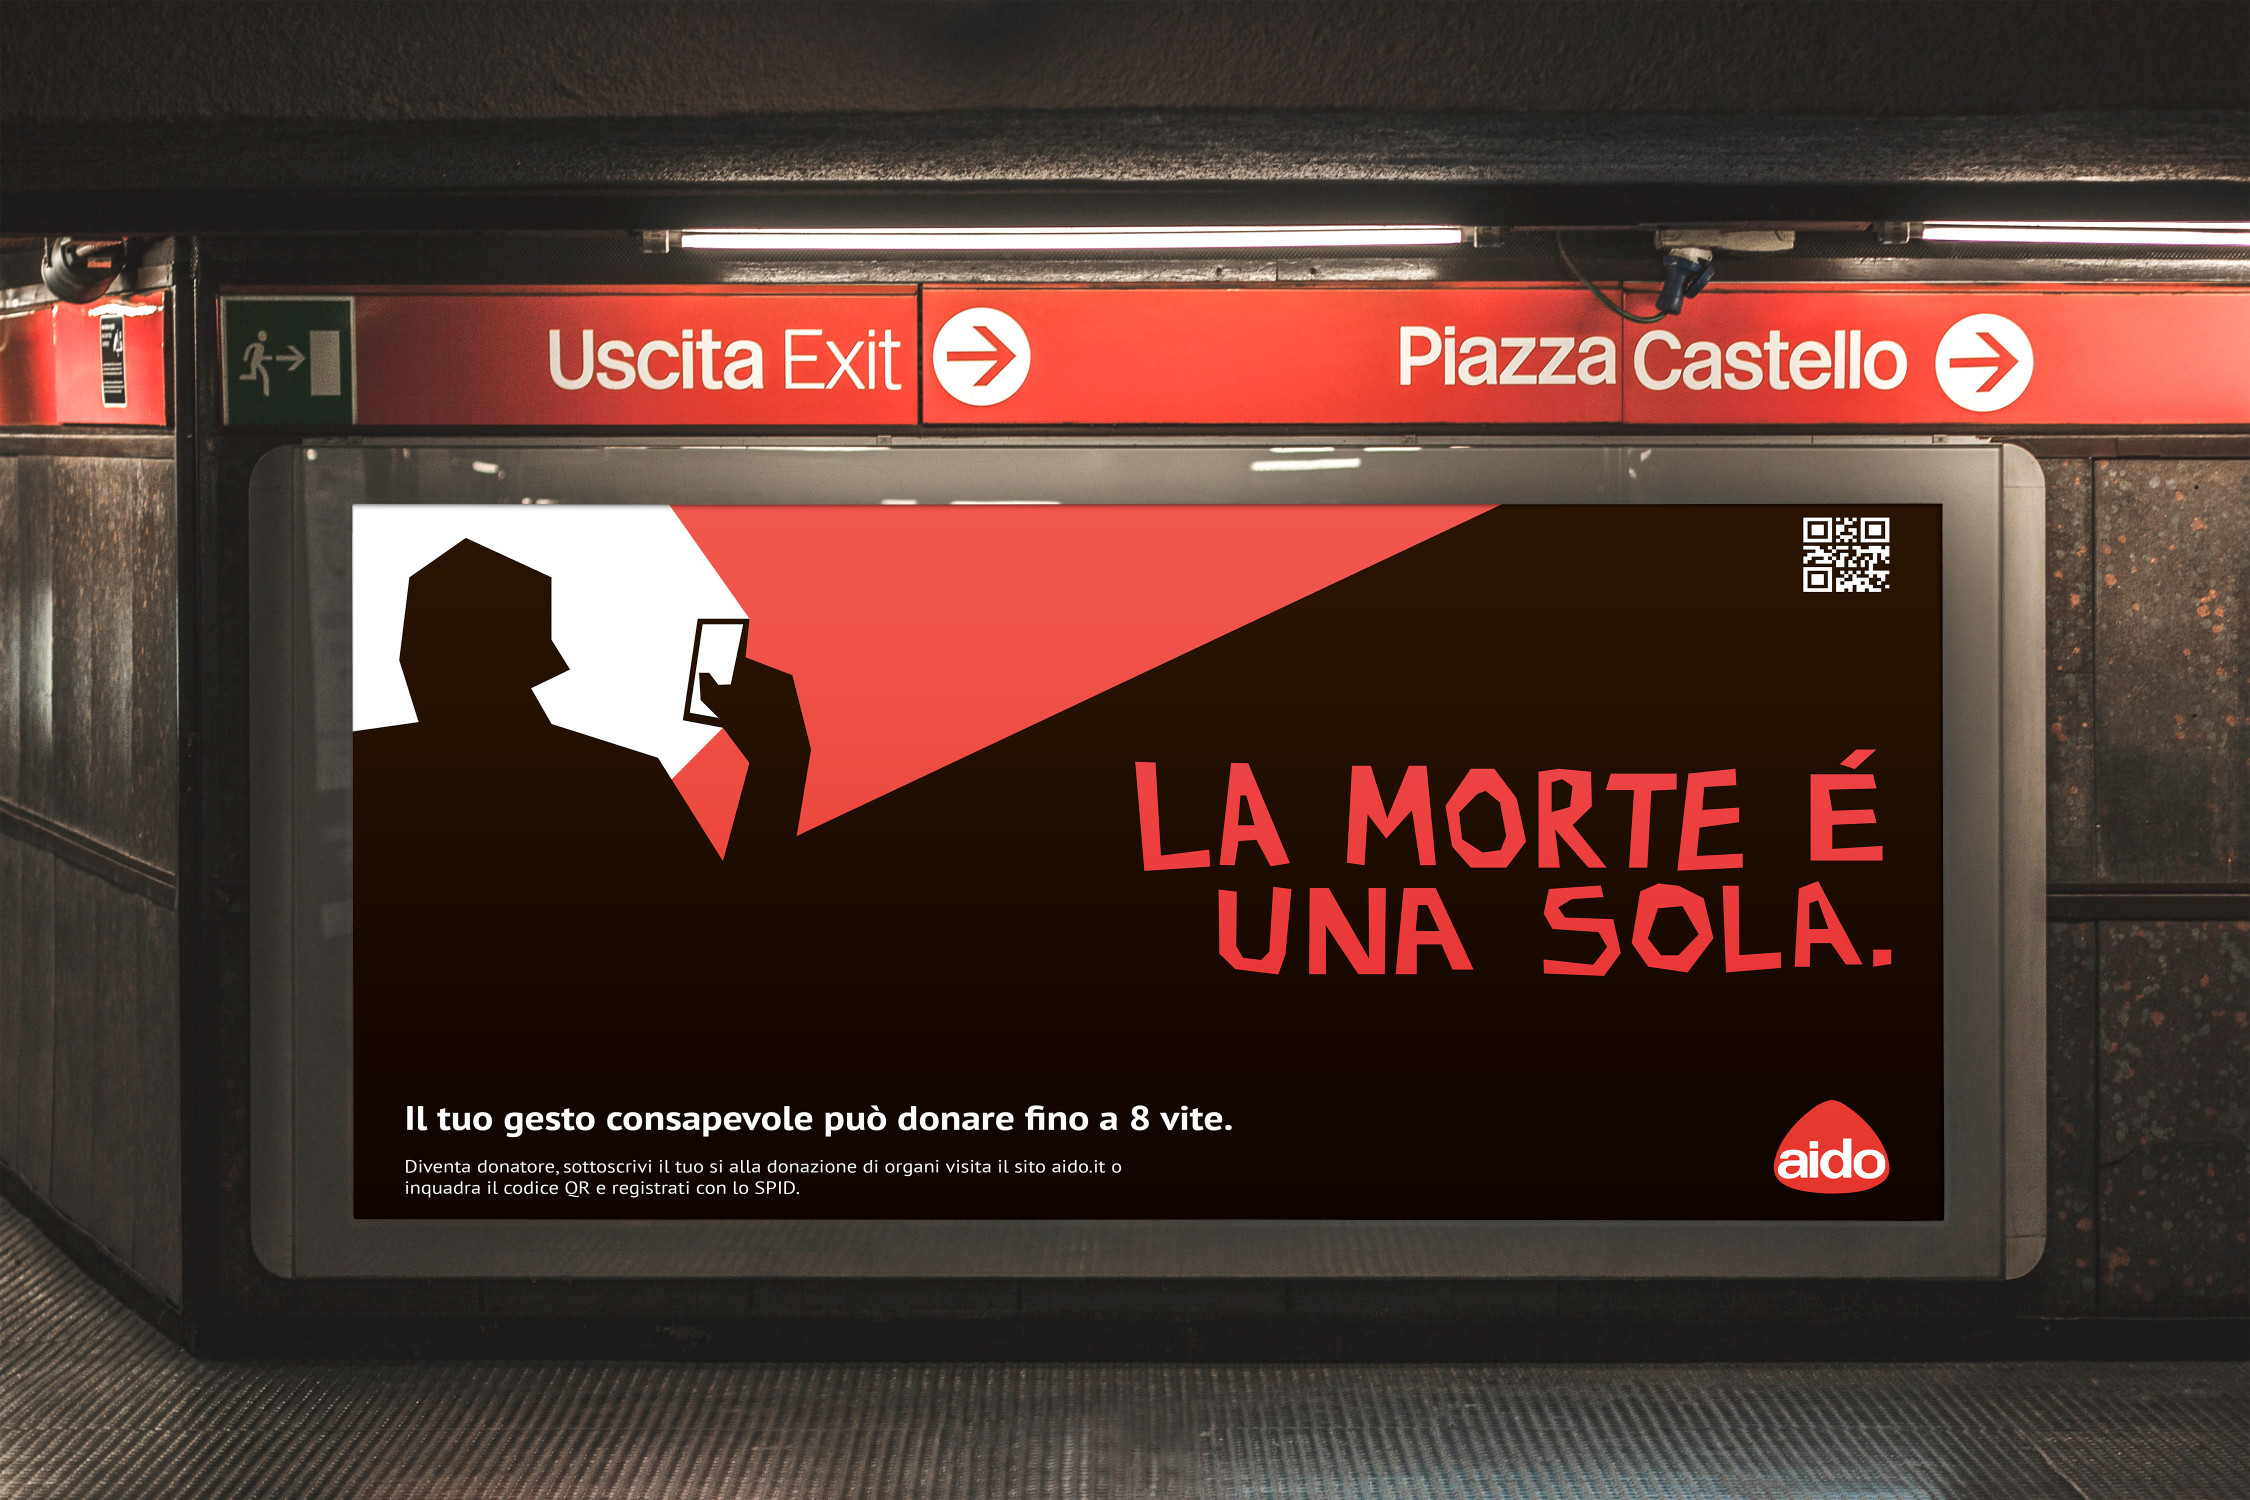 Uscita Exit
Piazza Castello
LA MORTE É
UNA SOLA.
Il tuo gesto consapevole può donare fino a 8 vite.
Diventa donatore, sottoscrivi il tuo si alla donazione di organi visita il sito aido.it o
inquadra il codice QR e registrati con lo SPID.
aido